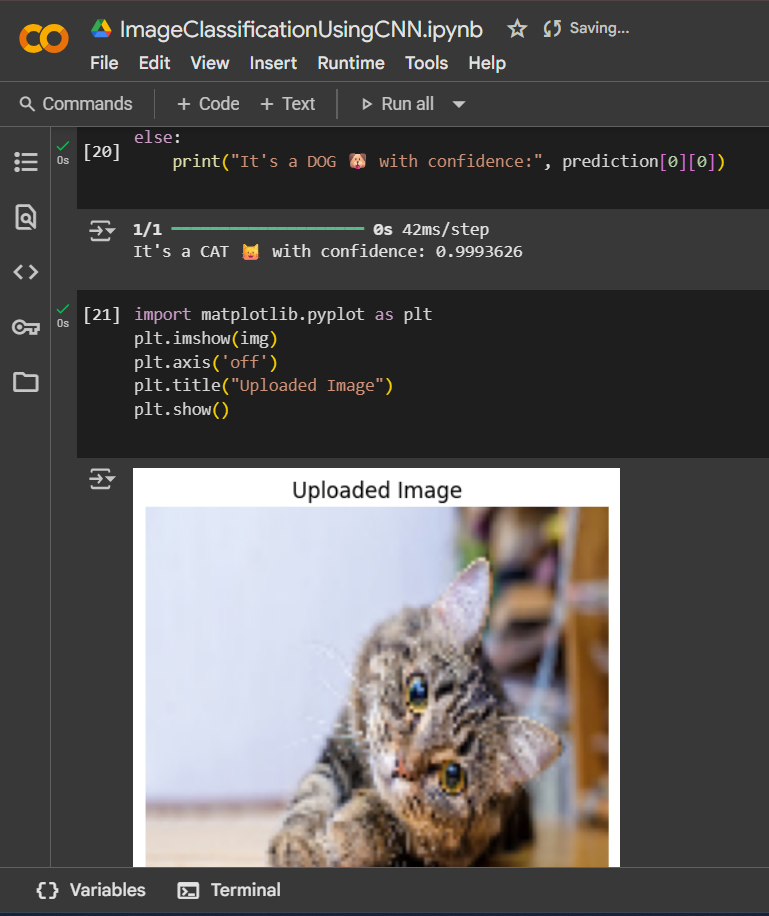 ImageClassificationUsingCNN.ipynb Saving...
File Edit View Insert Runtime Tools Help
Commands + Code + Text Run all
[20] else:
0s print("It's a DOG 🐶 with confidence:", prediction[0][0])
1/1 ━━━━━━━━━━━━━━━━━━━━ 0s 42ms/step
It's a CAT 🐱 with confidence: 0.9993626
[21] import matplotlib.pyplot as plt
0s plt.imshow(img)
plt.axis('off')
plt.title("Uploaded Image")
plt.show()
Uploaded Image
{} Variables Terminal